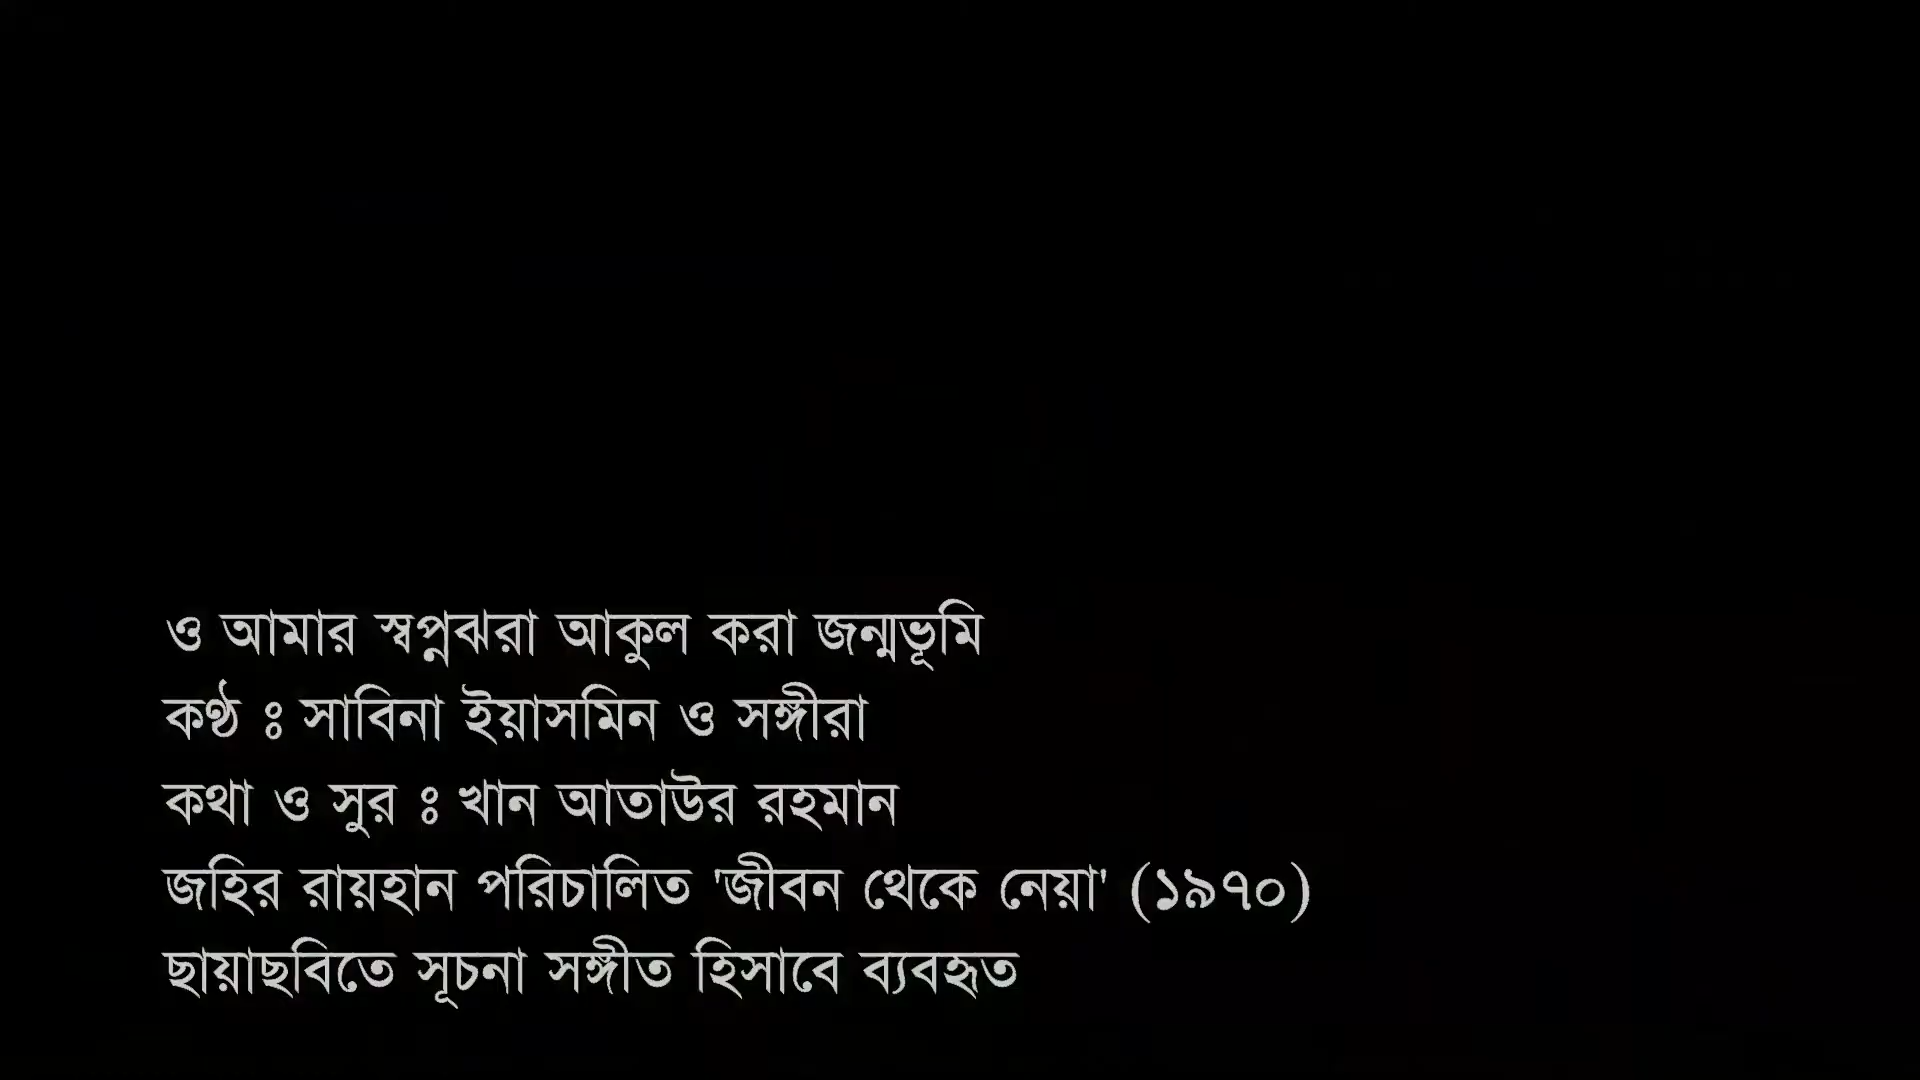 ও আমার স্বপ্নঝরা আকুল করা জন্মভূমি
কণ্ঠ ঃ সাবিনা ইয়াসমিন ও সঙ্গীরা
কথা ও সুর ঃ খান আতাউর রহমান
জহির রায়হান পরিচালিত 'জীবন থেকে নেয়া' (১৯৭০)
ছায়াছবিতে সূচনা সঙ্গীত হিসাবে ব্যবহৃত